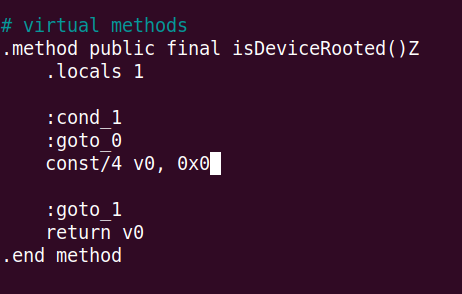 # virtual methods
.method public final isDeviceRooted()Z
.locals 1
:cond_1
:goto_0
const/4 v0, 0x0
:goto_1
return v0
.end method